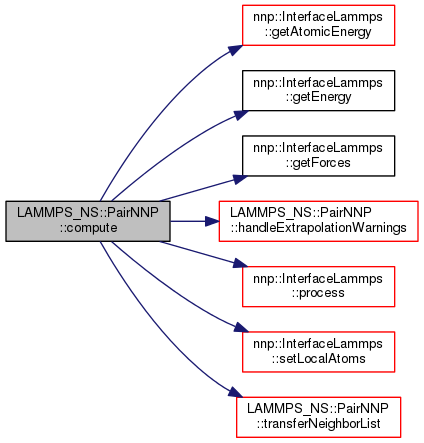 nnp::InterfaceLammps
::getAtomicEnergy
nnp::InterfaceLammps
::getEnergy
nnp::InterfaceLammps
::getForces
LAMMPS_NS::PairNNP
::compute
LAMMPS_NS::PairNNP
::handleExtrapolationWarnings
nnp::InterfaceLammps
::process
nnp::InterfaceLammps
::setLocalAtoms
LAMMPS_NS::PairNNP
::transferNeighborList